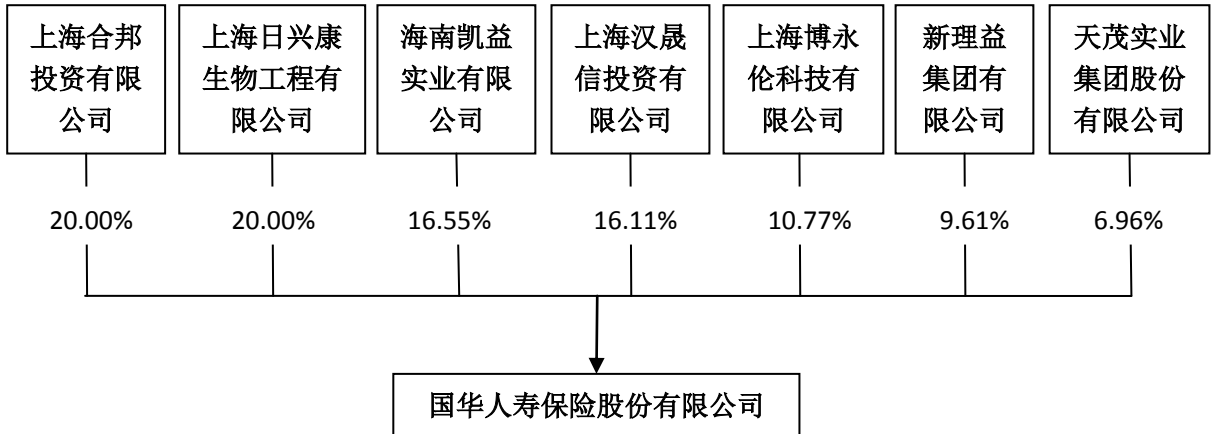 上海合邦
投资有限
公司
上海日兴康
生物工程有
限公司
海南凯益
实业有限
公司
上海汉晟
信投资有
限公司
上海博永
伦科技有
限公司
新理益
集团有
限公司
天茂实业
集团股份
有限公司
20.00%
20.00%
16.55%
16.11%
10.77%
9.61%
6.96%
国华人寿保险股份有限公司